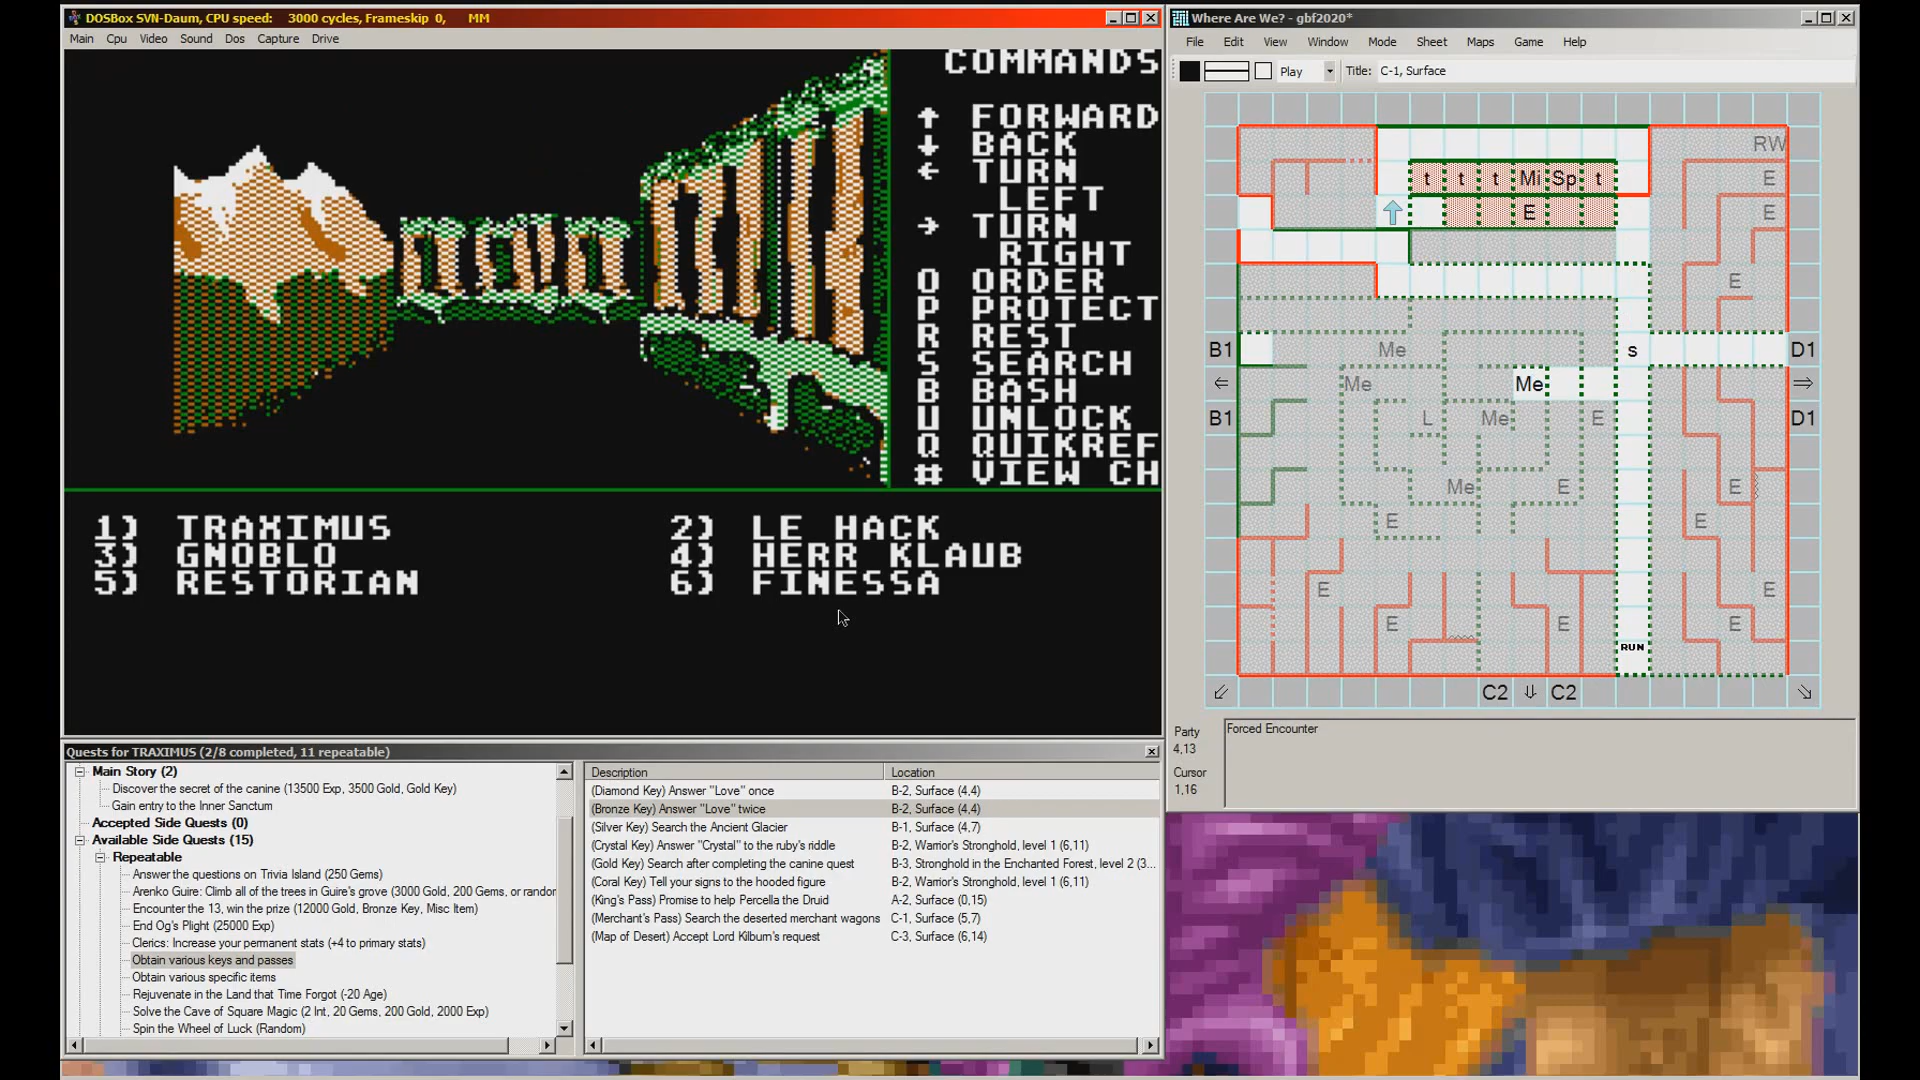 DOSBox SVN-Daum, CPU speed: 3000 cycles, Frameskip 0, MM
Main Cpu Video Sound Dos Capture Drive
COMMANDS
↑ FORWARD
↓ BACK
← TURN
LEFT
→ TURN
RIGHT
O ORDER
P PROTECT
R REST
S SEARCH
B BASH
U UNLOCK
Q QUIKREF
# VIEW CH
1) TRAXIMUS 2) LE HACK
3) GNOBLO 4) HERR KLAUB
5) RESTORIAN 6) FINESSA
Quests for TRAXIMUS (2/8 completed, 11 repeatable)
Main Story (2)
Discover the secret of the canine (13500 Exp, 3500 Gold, Gold Key)
Gain entry to the Inner Sanctum
Accepted Side Quests (0)
Available Side Quests (15)
Repeatable
Answer the questions on Trivia Island (250 Gems)
Arenko Guire: Climb all of the trees in Guire's grove (3000 Gold, 200 Gems, or randor
Encounter the 13, win the prize (12000 Gold, Bronze Key, Misc Item)
End Og's Plight (25000 Exp)
Clerics: Increase your permanent stats (+4 to primary stats)
Obtain various keys and passes
Obtain various specific items
Rejuvenate in the Land that Time Forgot (-20 Age)
Solve the Cave of Square Magic (2 Int, 20 Gems, 200 Gold, 2000 Exp)
Spin the Wheel of Luck (Random)
Description Location
(Diamond Key) Answer "Love" once B-2, Surface (4,4)
(Bronze Key) Answer "Love" twice B-2, Surface (4,4)
(Silver Key) Search the Ancient Glacier B-1, Surface (4,7)
(Crystal Key) Answer "Crystal" to the ruby's riddle B-2, Warrior's Stronghold, level 1 (6,11)
(Gold Key) Search after completing the canine quest B-3, Stronghold in the Enchanted Forest, level 2 (3...
(Coral Key) Tell your signs to the hooded figure B-2, Warrior's Stronghold, level 1 (6,11)
(King's Pass) Promise to help Percella the Druid A-2, Surface (0,15)
(Merchant's Pass) Search the deserted merchant wagons C-1, Surface (5,7)
(Map of Desert) Accept Lord Kilburn's request C-3, Surface (6,14)
Where Are We? - gbf2020*
File Edit View Window Mode Sheet Maps Game Help
Play Title: C-1, Surface
RW
t t t Mi Sp t E
E E
E
B1 Me s D1
Me Me
B1 L Me E D1
Me E E
E E
E E
E E E
RUN
C2 C2
Party
4,13
Cursor
1,16
Forced Encounter